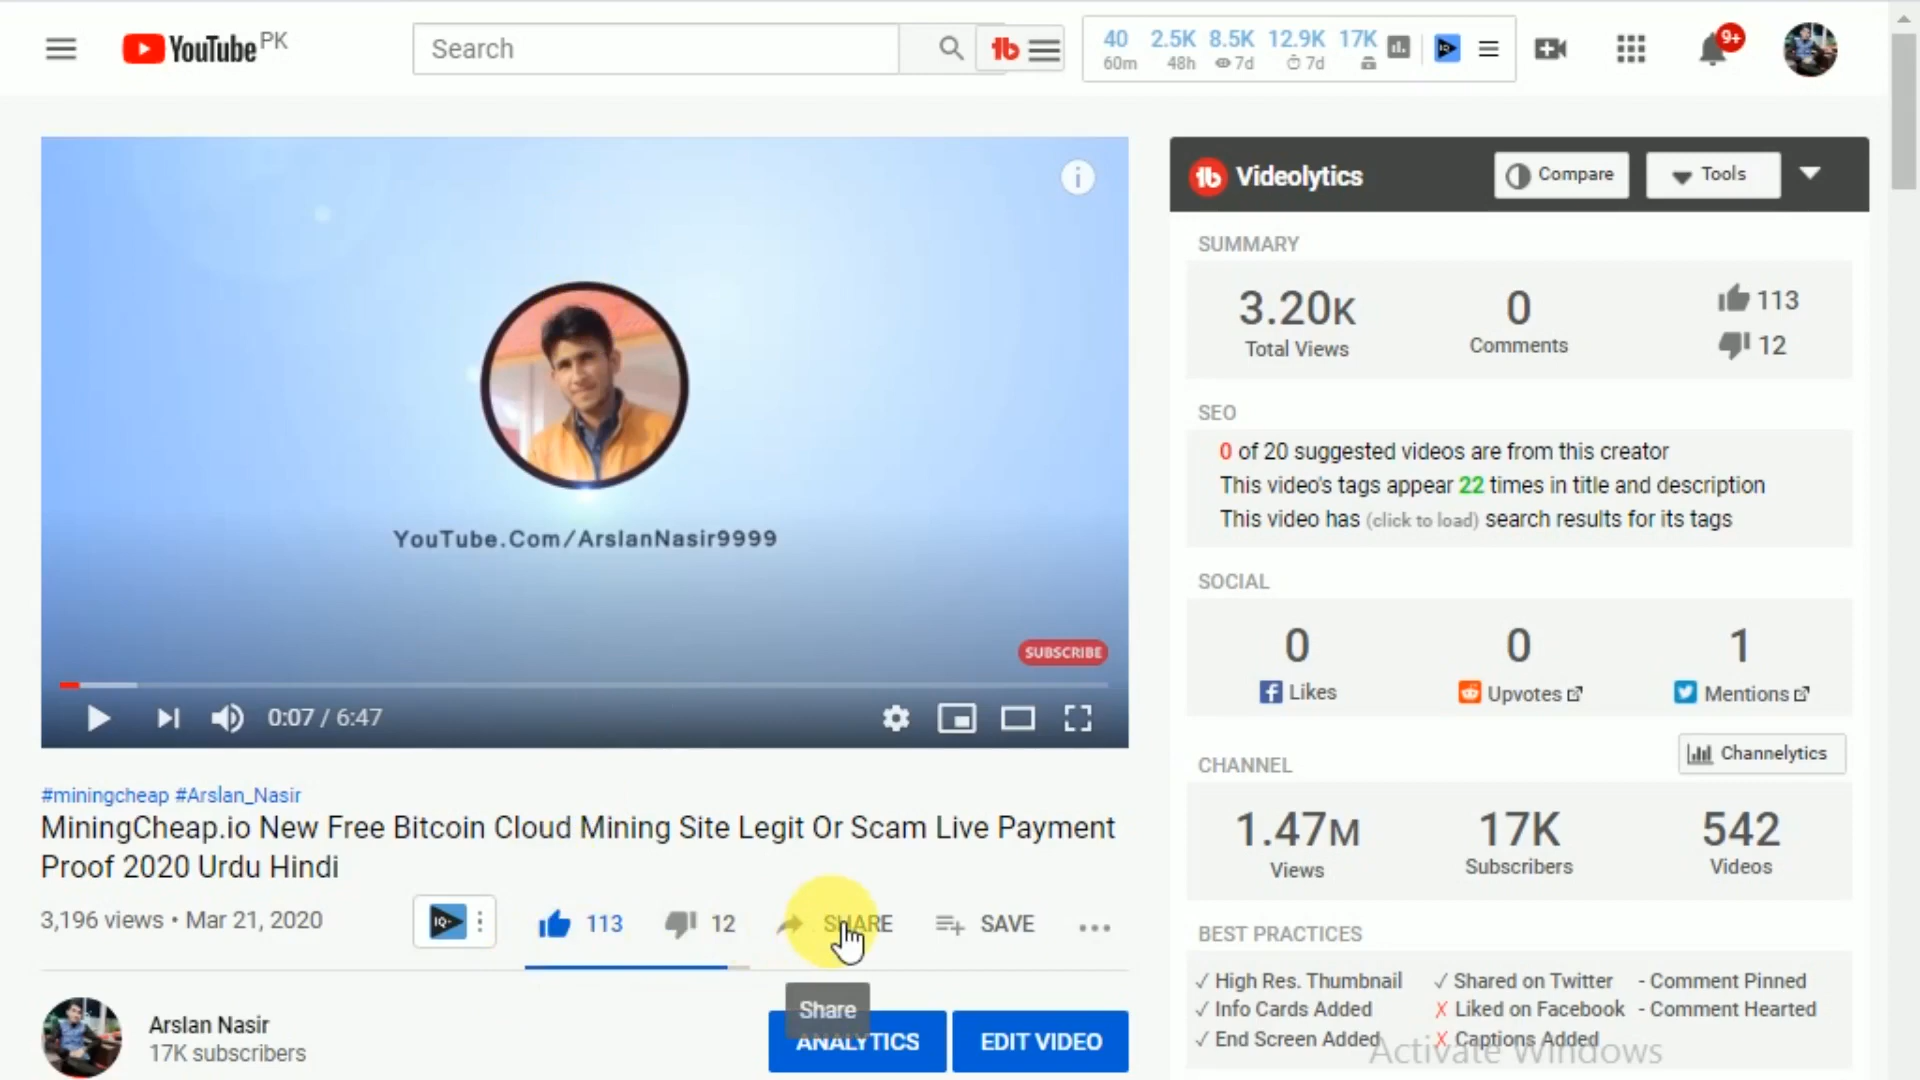 YouTube PK
Search
40 2.5K 8.5K 12.9K 17K
60m 48h 7d 7d
9+
YouTube.Com/ArslanNasir9999
SUBSCRIBE
0:07 / 6:47
#miningcheap #Arslan_Nasir
MiningCheap.io New Free Bitcoin Cloud Mining Site Legit Or Scam Live Payment
Proof 2020 Urdu Hindi
3,196 views • Mar 21, 2020
IQ
113
12
SHARE
SAVE
Share
Arslan Nasir
17K subscribers
ANALYTICS
EDIT VIDEO
Videolytics
Compare
Tools
SUMMARY
3.20K
Total Views
0
Comments
113
12
SEO
0 of 20 suggested videos are from this creator
This video's tags appear 22 times in title and description
This video has (click to load) search results for its tags
SOCIAL
0
Likes
0
Upvotes
1
Mentions
Channelytics
CHANNEL
1.47M
Views
17K
Subscribers
542
Videos
BEST PRACTICES
✓ High Res. Thumbnail ✓ Shared on Twitter - Comment Pinned
✓ Info Cards Added ✗ Liked on Facebook - Comment Hearted
✓ End Screen Added ✗ Captions Added
Activate Windows